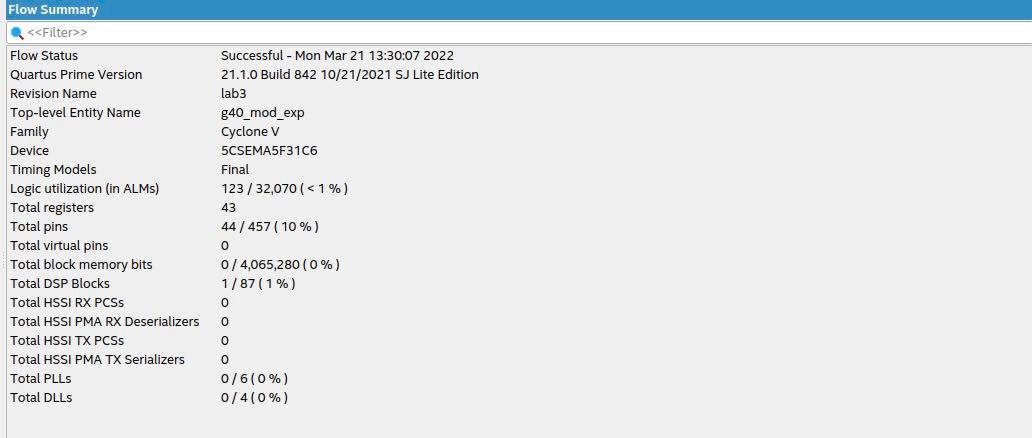 Flow Summary
<<Filter>>
Flow Status Successful - Mon Mar 21 13:30:07 2022
Quartus Prime Version 21.1.0 Build 842 10/21/2021 SJ Lite Edition
Revision Name lab3
Top-level Entity Name g40_mod_exp
Family Cyclone V
Device 5CSEMA5F31C6
Timing Models Final
Logic utilization (in ALMs) 123 / 32,070 ( < 1 % )
Total registers 43
Total pins 44 / 457 ( 10 % )
Total virtual pins 0
Total block memory bits 0 / 4,065,280 ( 0 % )
Total DSP Blocks 1 / 87 ( 1 % )
Total HSSI RX PCSs 0
Total HSSI PMA RX Deserializers 0
Total HSSI TX PCSs 0
Total HSSI PMA TX Serializers 0
Total PLLs 0 / 6 ( 0 % )
Total DLLs 0 / 4 ( 0 % )